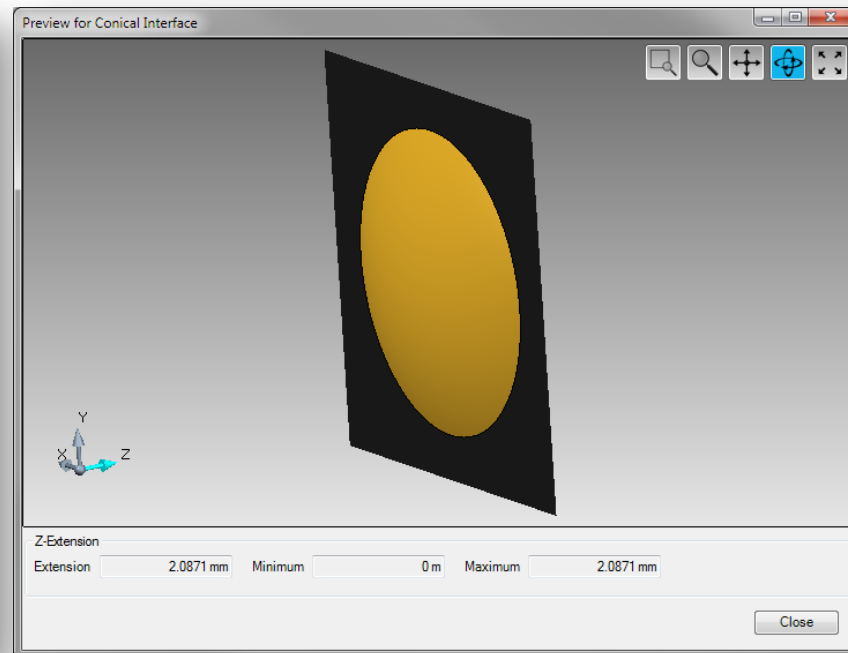 Preview for Conical Interface
Y
X Z
Z-Extension
Extension 2.0871 mm Minimum 0 m Maximum 2.0871 mm
Close